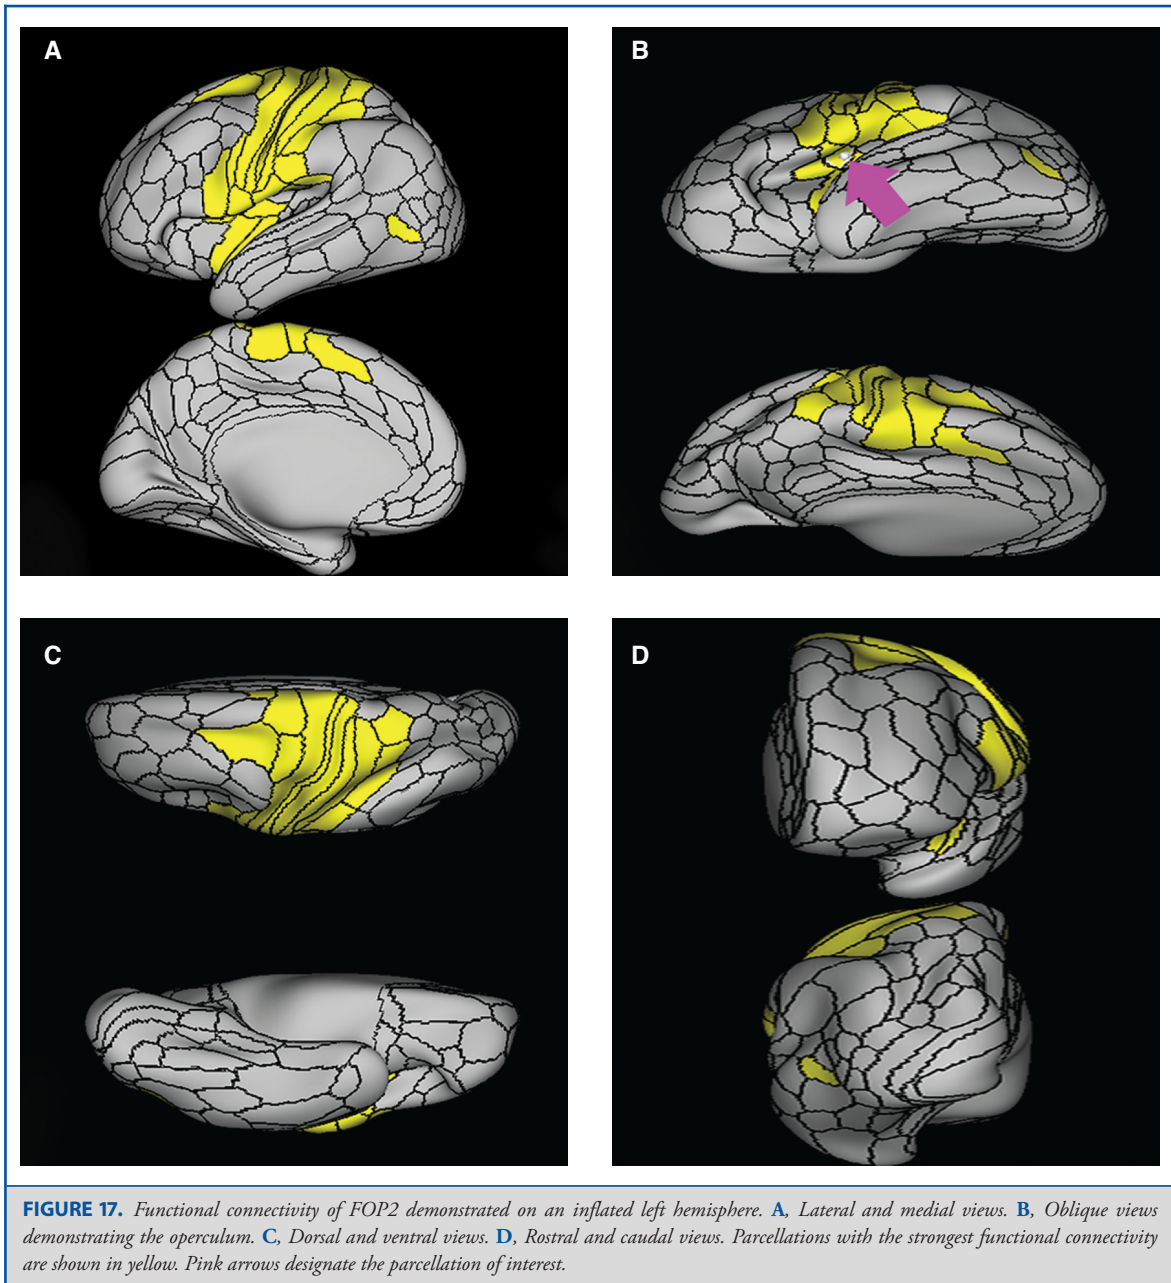 A
B
C
D
FIGURE 17. Functional connectivity of FOP2 demonstrated on an inflated left hemisphere. A, Lateral and medial views. B, Oblique views
demonstrating the operculum. C, Dorsal and ventral views. D, Rostral and caudal views. Parcellations with the strongest functional connectivity
are shown in yellow. Pink arrows designate the parcellation of interest.